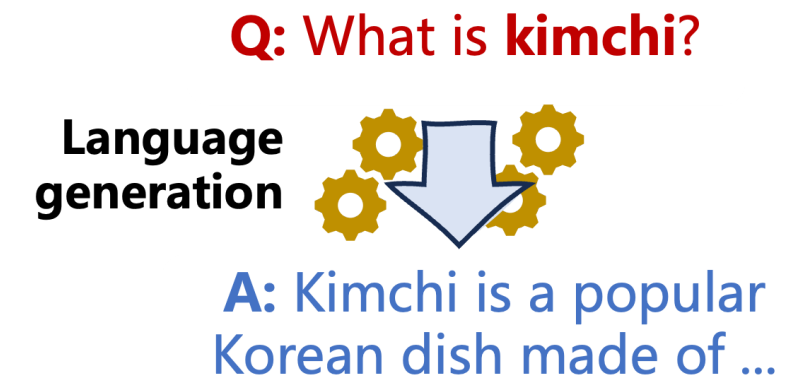 Q: What is kimchi?
Language
generation
A: Kimchi is a popular
Korean dish made of ...